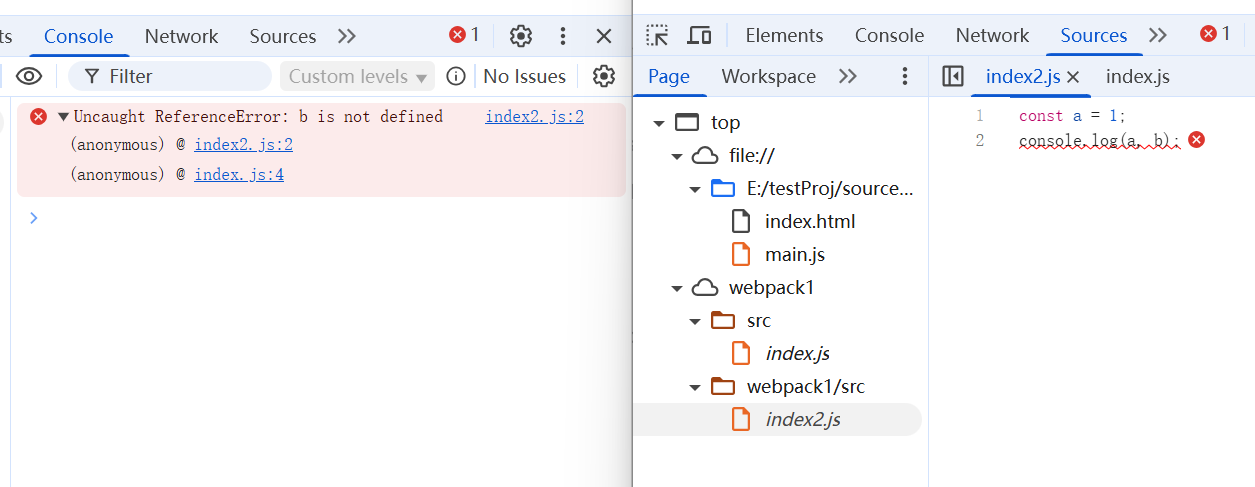 ts Console Network Sources 1
Filter Custom levels ▼ No Issues
Uncaught ReferenceError: b is not defined index2.js:2
(anonymous) @ index2.js:2
(anonymous) @ index.js:4
Elements Console Network Sources 1
Page Workspace
top
file://
E:/testProj/source...
index.html
main.js
webpack1
src
index.js
webpack1/src
index2.js
index2.js index.js
1 const a = 1;
2 console.log(a, b);